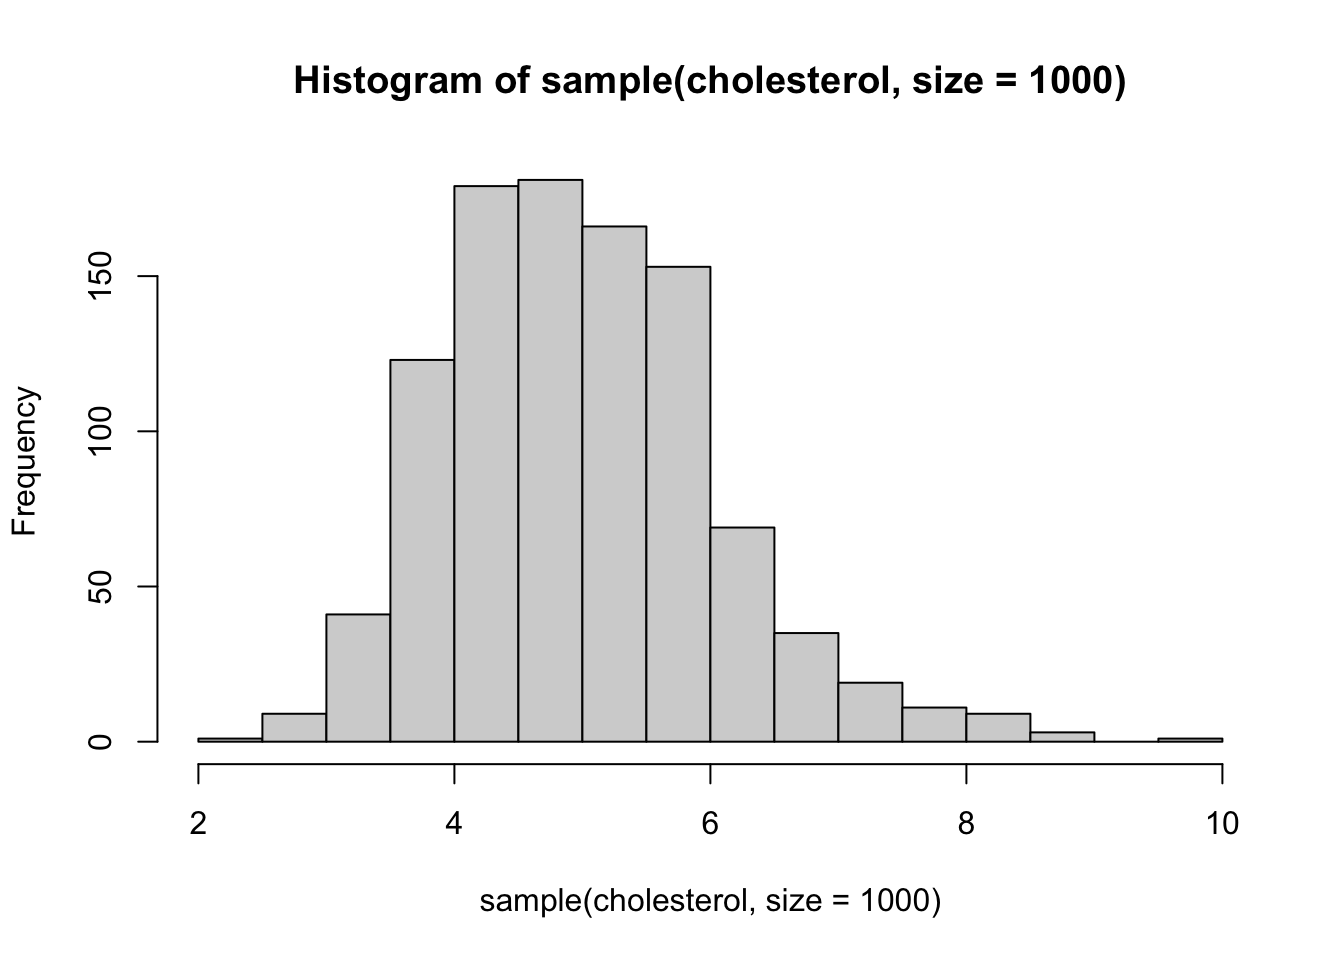 Histogram of sample(cholesterol, size = 1000)
Frequency
150
100
50
0
2 4 6 8 10
sample(cholesterol, size = 1000)